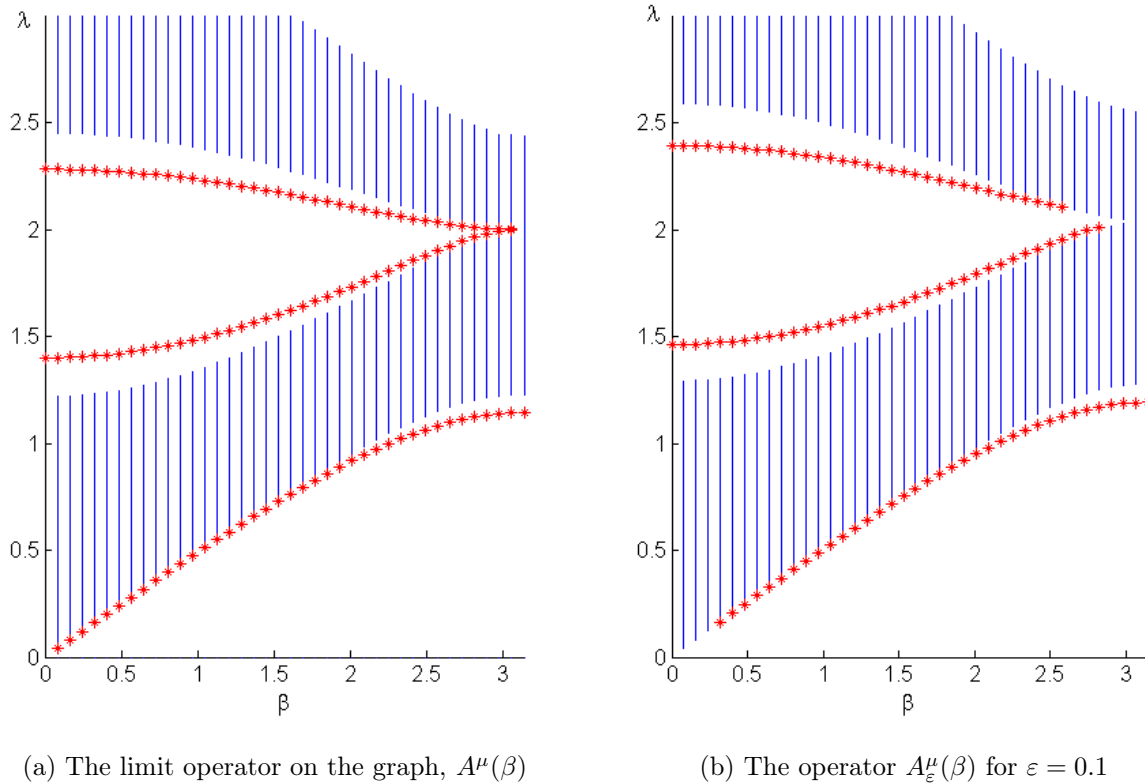 λ
2.5
2
1.5
1
0.5
0
0 0.5 1 1.5 2 2.5 3
β
(a) The limit operator on the graph, A^μ(β)
λ
2.5
2
1.5
1
0.5
0
0 0.5 1 1.5 2 2.5 3
β
(b) The operator A^μ_ε(β) for ε = 0.1